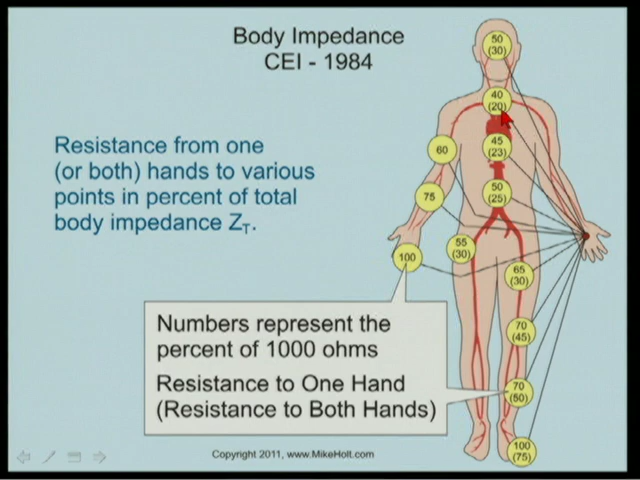 Body Impedance
CEI - 1984
Resistance from one
(or both) hands to various
points in percent of total
body impedance ZT.
50
(30)
40
(20)
45
(23)
60
50
(25)
75
55
(30)
100
65
(30)
70
(45)
70
(50)
100
(75)
Numbers represent the
percent of 1000 ohms
Resistance to One Hand
(Resistance to Both Hands)
Copyright 2011, www.MikeHolt.com